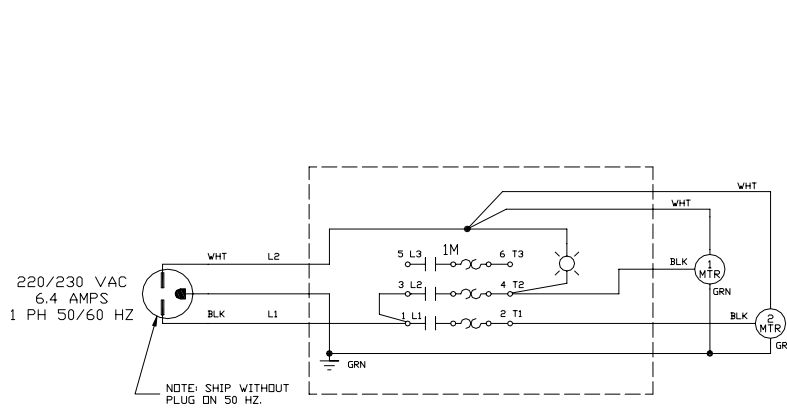 WHT
WHT
WHT L2
5 L3 1M 6 T3
BLK 1 MTR
220/230 VAC
6.4 AMPS
1 PH 50/60 HZ
3 L2 4 T2
GRN
BLK L1
1 L1 2 T1
BLK 2 MTR
GR
GRN
NOTE: SHIP WITHOUT
PLUG ON 50 HZ.